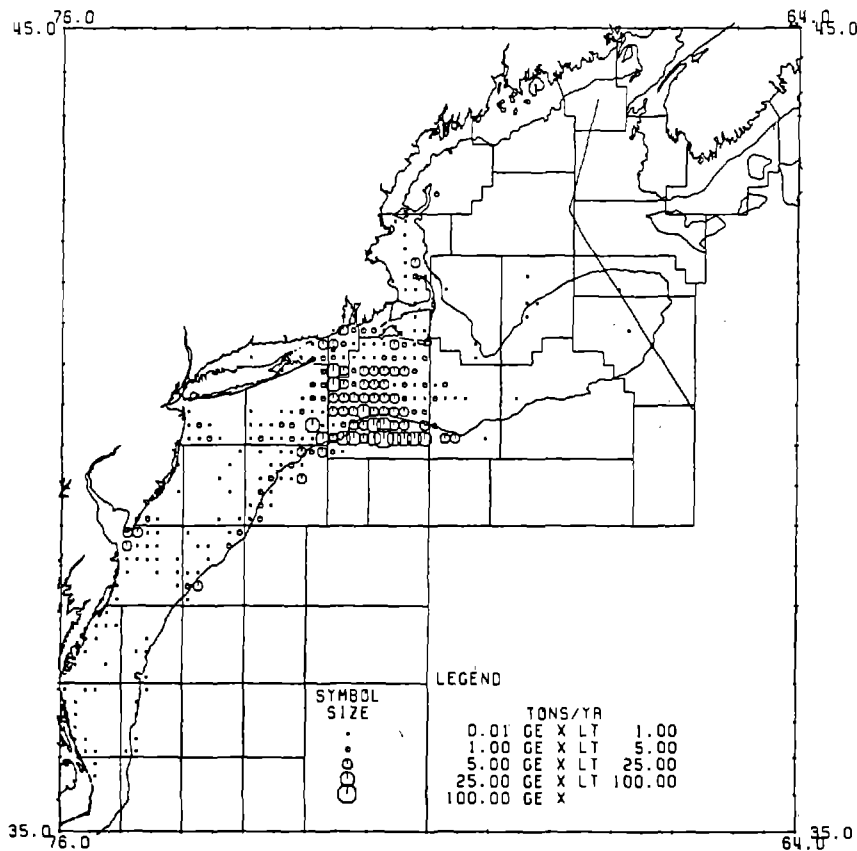 76.0 64.0
45.0 45.0
LEGEND
SYMBOL
SIZE
TONS/YR
0.01 GE X LT 1.00
1.00 GE X LT 5.00
5.00 GE X LT 25.00
25.00 GE X LT 100.00
100.00 GE X
35.0 35.0
76.0 64.0